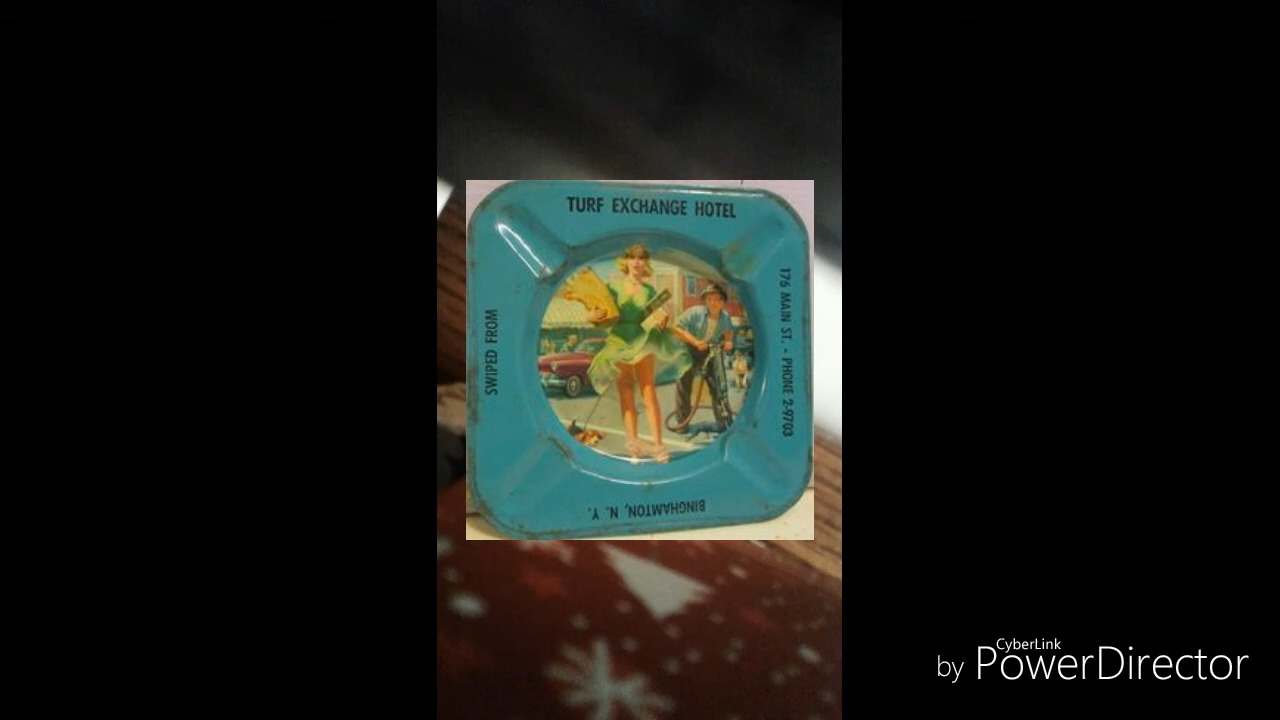 TURF EXCHANGE HOTEL
176 MAIN ST. - PHONE 2-9703
BINGHAMTON, N. Y.
SWIPED FROM
CyberLink
by PowerDirector